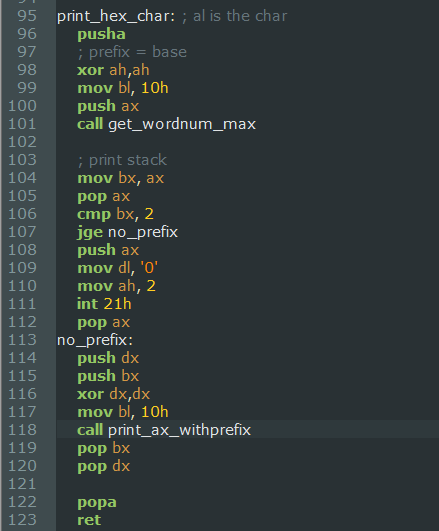 95 print_hex_char: ; al is the char
96 pusha
97 ; prefix = base
98 xor ah,ah
99 mov bl, 10h
100 push ax
101 call get_wordnum_max
102
103 ; print stack
104 mov bx, ax
105 pop ax
106 cmp bx, 2
107 jge no_prefix
108 push ax
109 mov dl, '0'
110 mov ah, 2
111 int 21h
112 pop ax
113 no_prefix:
114 push dx
115 push bx
116 xor dx,dx
117 mov bl, 10h
118 call print_ax_withprefix
119 pop bx
120 pop dx
121
122 popa
123 ret